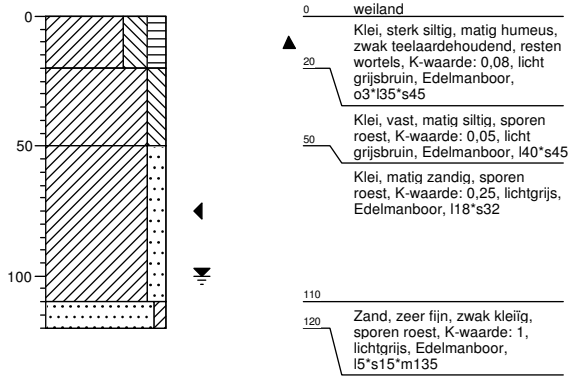 0
50
100
0 weiland
Klei, sterk siltig, matig humeus,
zwak teelaardehoudend, resten
wortels, K-waarde: 0,08, licht
grijsbruin, Edelmanboor,
o3*l35*s45
20
Klei, vast, matig siltig, sporen
roest, K-waarde: 0,05, licht
grijsbruin, Edelmanboor, l40*s45
50
Klei, matig zandig, sporen
roest, K-waarde: 0,25, lichtgrijs,
Edelmanboor, l18*s32
110
Zand, zeer fijn, zwak kleiïg,
sporen roest, K-waarde: 1,
lichtgrijs, Edelmanboor,
l5*s15*m135
120